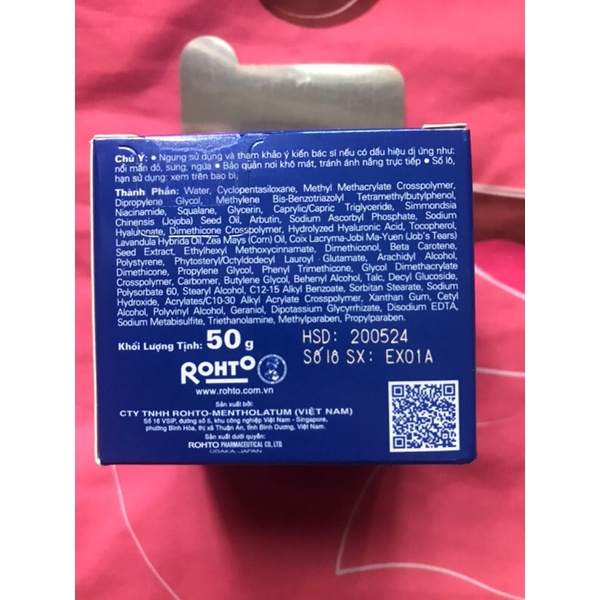 Chú Ý: • Ngưng sử dụng và tham khảo ý kiến bác sĩ nếu có dấu hiệu dị ứng như:
nổi mẩn đỏ, sưng, ngứa • Bảo quản nơi khô mát, tránh ánh nắng trực tiếp • Số lô,
hạn sử dụng: xem trên bao bì.
Thành Phần: Water, Cyclopentasiloxane, Methyl Methacrylate Crosspolymer,
Dipropylene Glycol, Methylene Bis-Benzotriazolyl Tetramethylbutylphenol,
Niacinamide, Squalane, Glycerin, Caprylic/Capric Triglyceride, Simmondsia
Chinensis (Jojoba) Seed Oil, Arbutin, Sodium Ascorbyl Phosphate, Sodium
Hyaluronate, Dimethicone Crosspolymer, Hydrolyzed Hyaluronic Acid, Tocopherol,
Lavandula Hybrida Oil, Zea Mays (Corn) Oil, Coix Lacryma-Jobi Ma-Yuen (Job's Tears)
Seed Extract, Ethylhexyl Methoxycinnamate, Dimethiconol, Beta Carotene,
Polystyrene, Phytosteryl/Octyldodecyl Lauroyl Glutamate, Arachidyl Alcohol,
Dimethicone, Propylene Glycol, Phenyl Trimethicone, Glycol Dimethacrylate
Crosspolymer, Carbomer, Butylene Glycol, Behenyl Alcohol, Talc, Decyl Glucoside,
Polysorbate 60, Stearyl Alcohol, C12-15 Alkyl Benzoate, Sorbitan Stearate, Sodium
Hydroxide, Acrylates/C10-30 Alkyl Acrylate Crosspolymer, Xanthan Gum, Cetyl
Alcohol, Polyvinyl Alcohol, Geraniol, Dipotassium Glycyrrhizate, Disodium EDTA,
Sodium Metabisulfite, Triethanolamine, Methylparaben, Propylparaben.
Khối Lượng Tịnh: 50 g
HSD: 200524
Số lô SX: EX01A
ROHTO
www.rohto.com.vn
Sản xuất bởi:
CTY TNHH ROHTO-MENTHOLATUM (VIỆT NAM)
Số 16 VSIP, đường số 5, khu công nghiệp Việt Nam - Singapore,
phường Bình Hòa, thị xã Thuận An, tỉnh Bình Dương, Việt Nam.
Sản xuất dưới quyền:
ROHTO PHARMACEUTICAL CO., LTD.
OSAKA, JAPAN